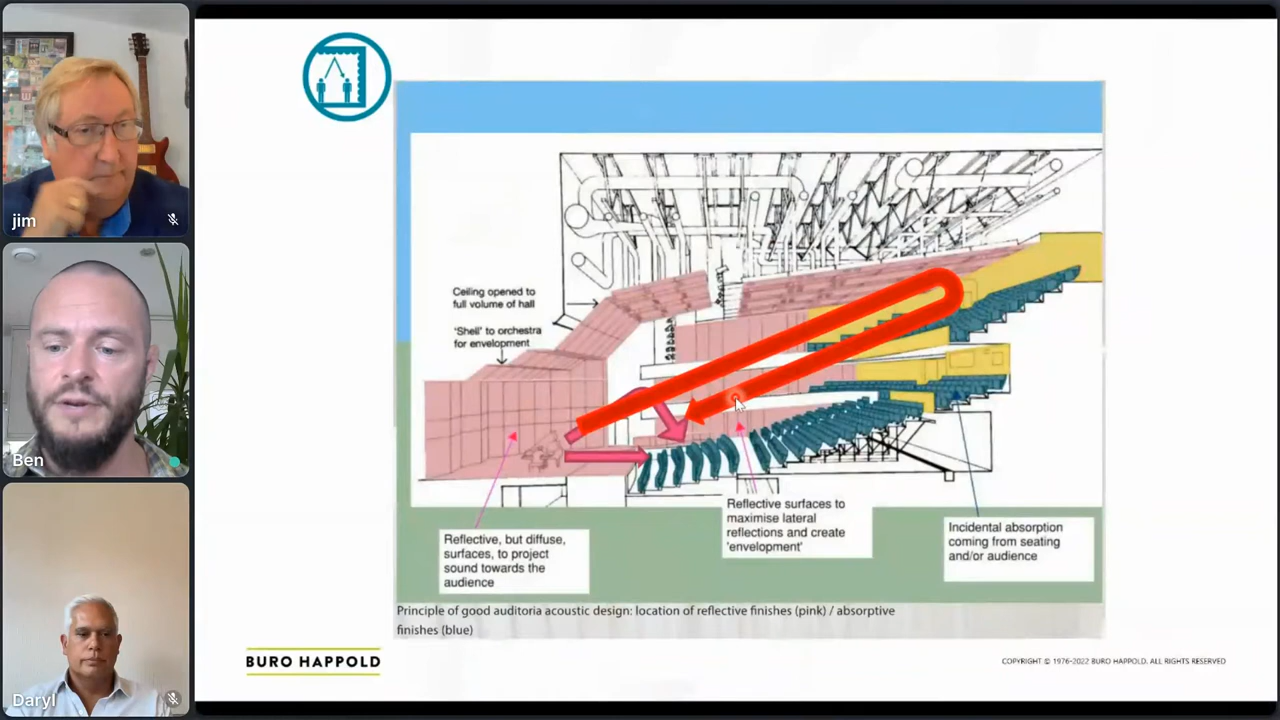 jim
Ben
Daryl
Ceiling opened to
full volume of hall
'Shell' to orchestra
for envelopment
Reflective, but diffuse,
surfaces, to project
sound towards the
audience
Reflective surfaces to
maximise lateral
reflections and create
'envelopment'
Incidental absorption
coming from seating
and/or audience
Principle of good auditoria acoustic design: location of reflective finishes (pink) / absorptive
finishes (blue)
BURO HAPPOLD
COPYRIGHT © 1976-2022 BURO HAPPOLD. ALL RIGHTS RESERVED